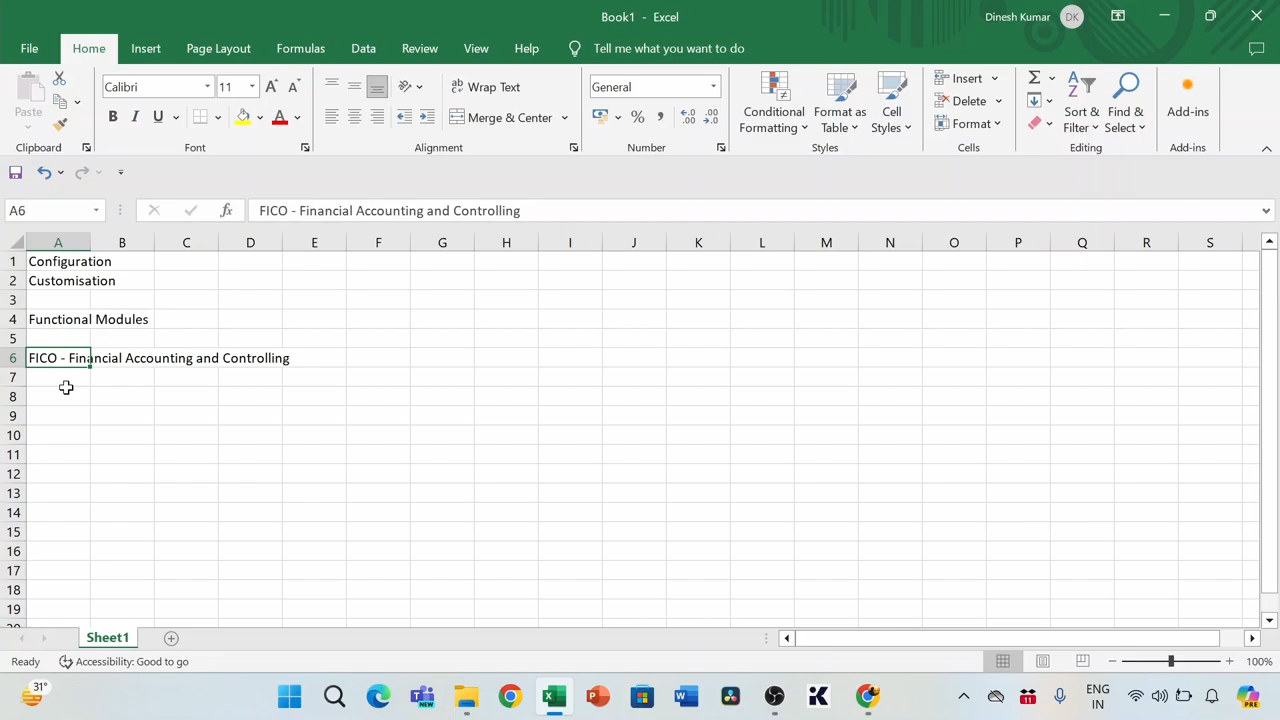 Book1 - Excel
Dinesh Kumar
DK
File Home Insert Page Layout Formulas Data Review View Help Tell me what you want to do
Paste
Clipboard
Calibri 11
B I U
Font
Wrap Text
Merge & Center
Alignment
General
Number
Conditional Formatting
Format as Table
Cell Styles
Styles
Insert
Delete
Format
Cells
Sort & Filter
Find & Select
Editing
Add-ins
Add-ins
A6 fx FICO - Financial Accounting and Controlling
A B C D E F G H I J K L M N O P Q R S
1 Configuration
2 Customisation
3
4 Functional Modules
5
6 FICO - Financial Accounting and Controlling
7
8
9
10
11
12
13
14
15
16
17
18
19
Sheet1
Ready Accessibility: Good to go 100%
31°
NEW
11
ENG
IN
PRE